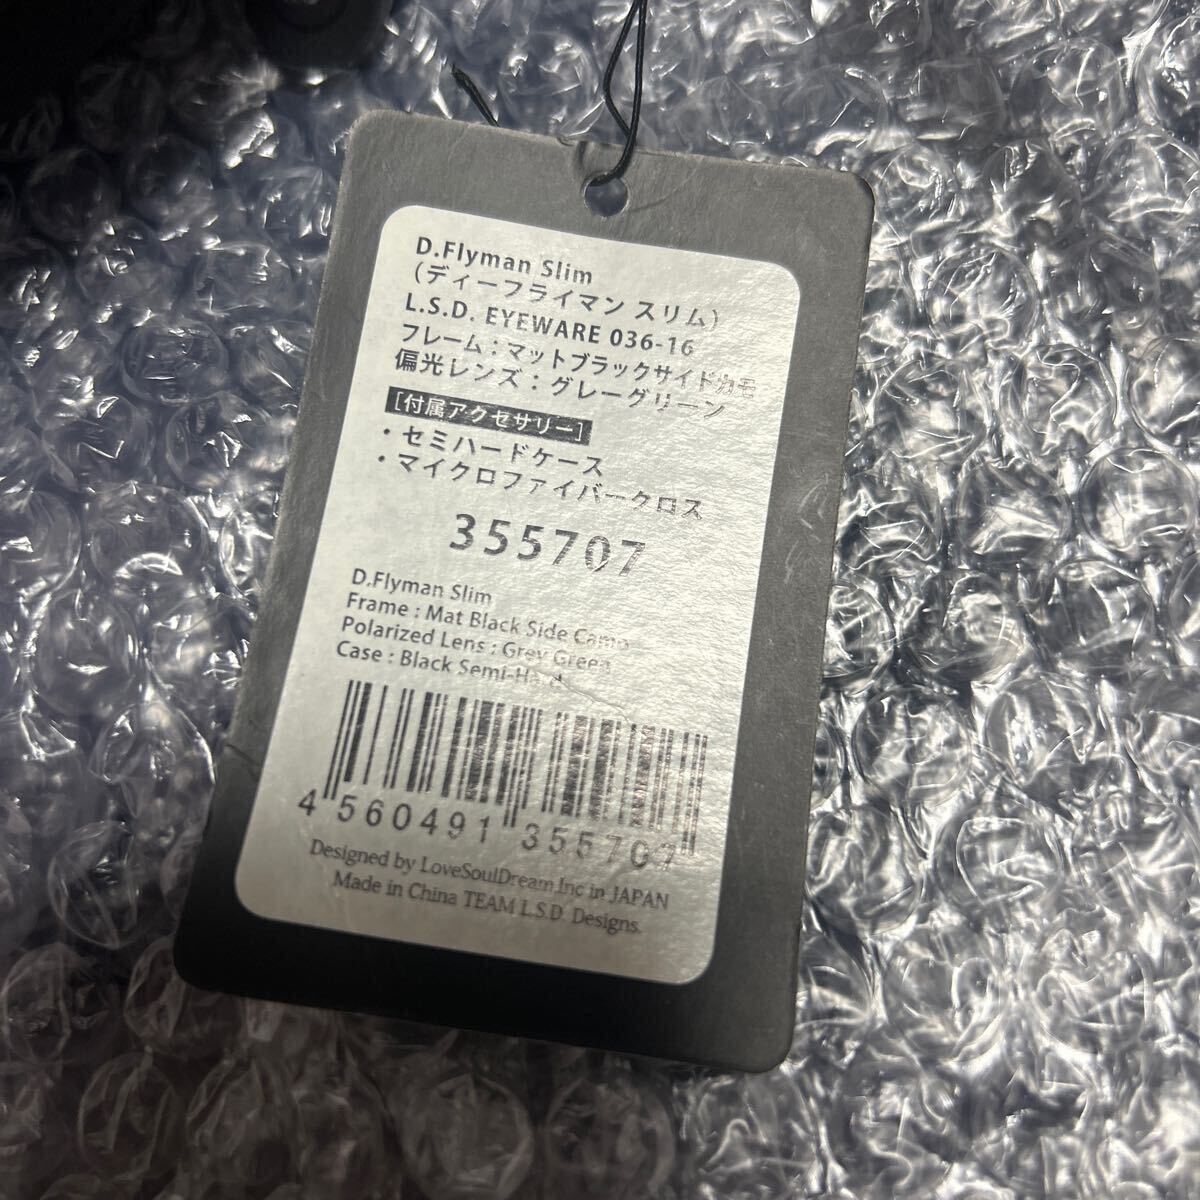 D.Flyman Slim
（ディーフライマン スリム）
L.S.D. EYEWARE 036-16
フレーム：マットブラックサイドカモ
偏光レンズ：グレーグリーン
[付属アクセサリー]
・セミハードケース
・マイクロファイバークロス
355707
D.Flyman Slim
Frame : Mat Black Side Camo
Polarized Lens : Grey Green
Case : Black Semi-Hard
4 560491 355707
Designed by LoveSoulDream,Inc in JAPAN
Made in China TEAM L.S.D. Designs.